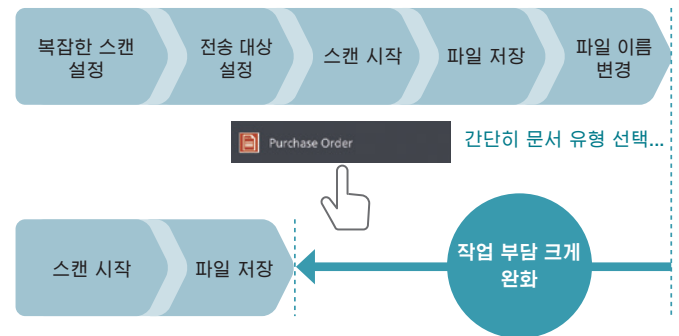 복잡한 스캔
설정
전송 대상
설정
스캔 시작
파일 저장
파일 이름
변경
Purchase Order
간단히 문서 유형 선택...
스캔 시작
파일 저장
작업 부담 크게
완화